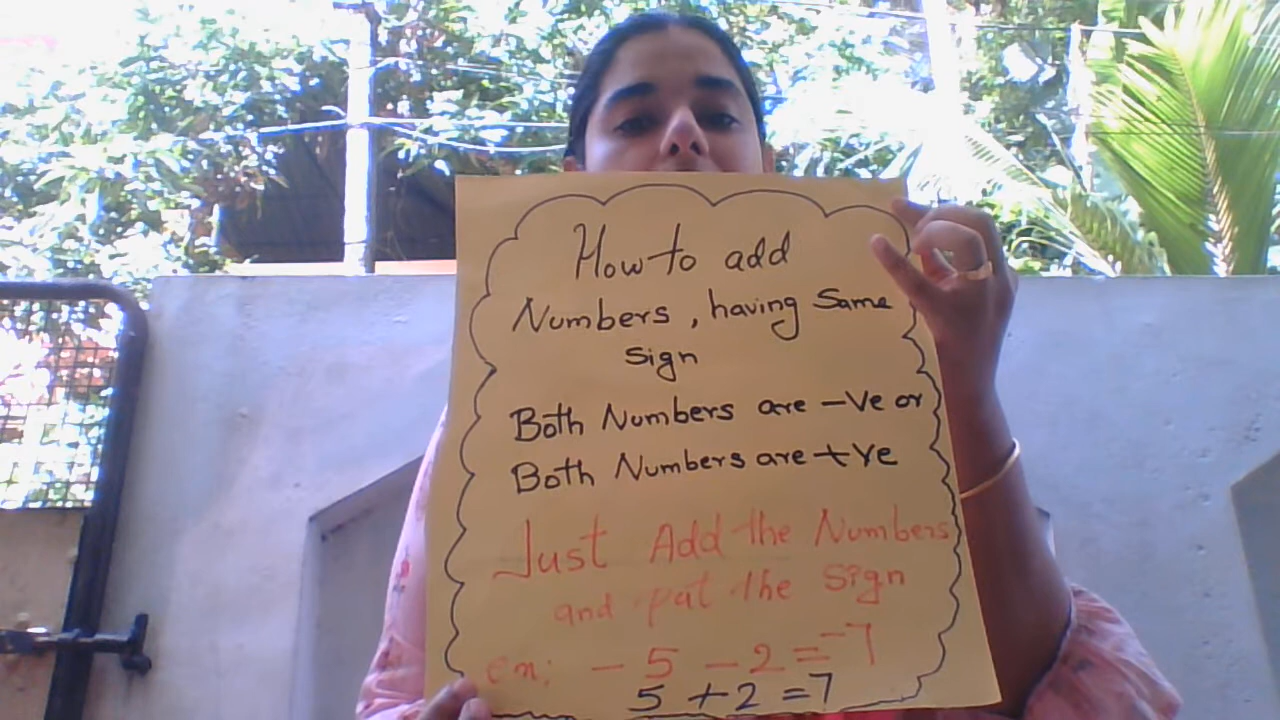 How to add
Numbers, having Same
Sign
Both Numbers are -Ve or
Both Numbers are +Ve
Just Add the Numbers
and put the Sign
ex: -5 -2 = -7
5 + 2 = 7